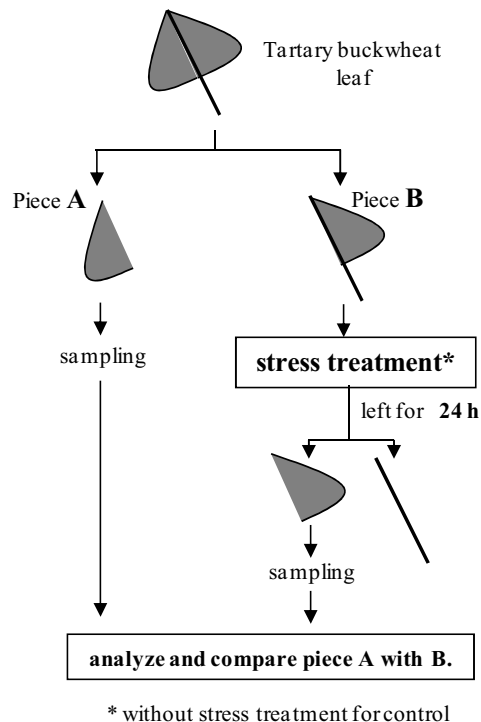 Tartary buckwheat
leaf
Piece A
Piece B
sampling
stress treatment*
left for 24 h
sampling
analyze and compare piece A with B.
* without stress treatment for control